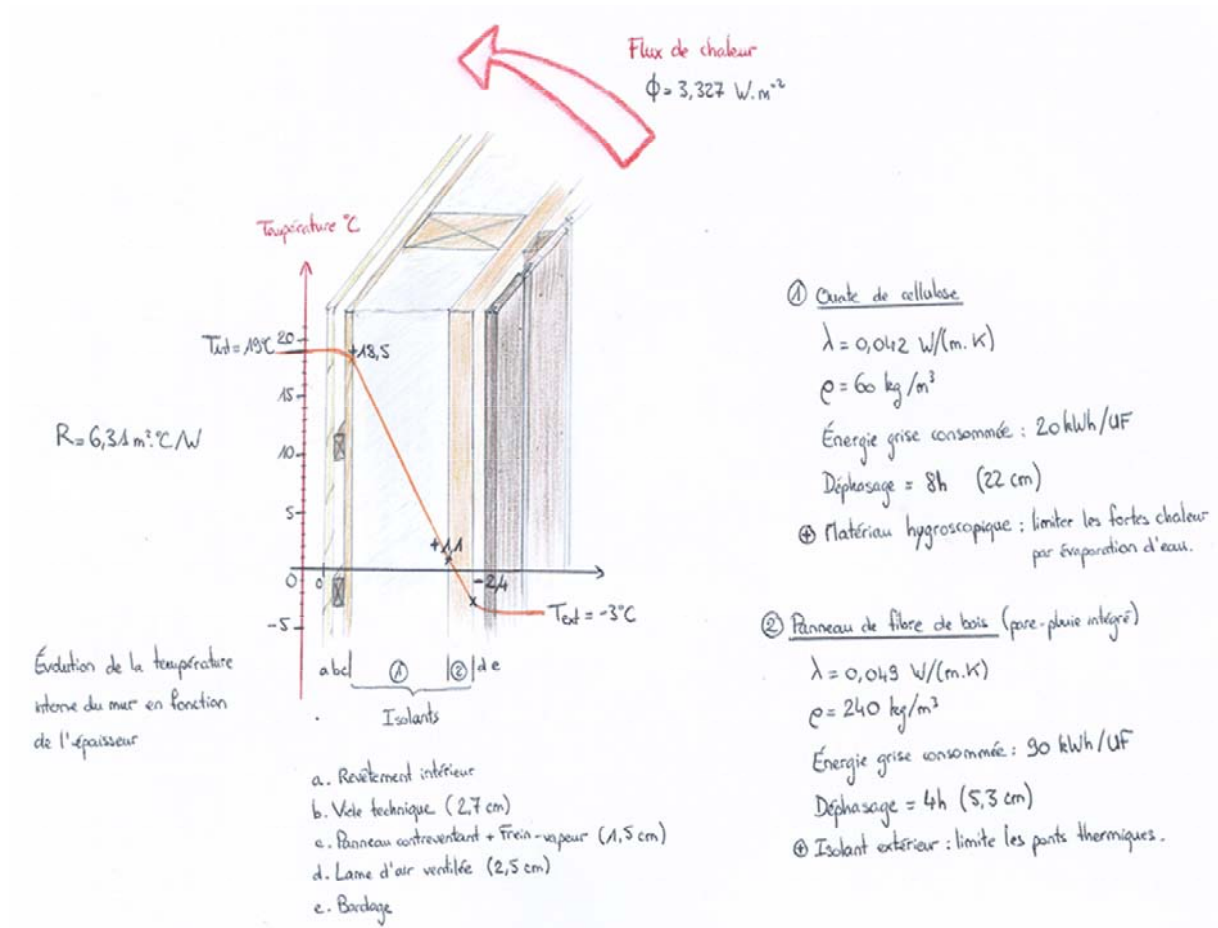 Flux de chaleur
ϕ = 3,327 W.m⁻²
Température °C
Tint = 19°C
20
+18,5
15
10
5
+1,1
0
0
-2,4
-5
Text = -3°C
R = 6,31 m².°C/W
a b c
①
②
d e
Isolants
Évolution de la température
interne du mur en fonction
de l'épaisseur
a. Revêtement intérieur
b. Vide technique (2,7 cm)
c. Panneau contreventant + Frein-vapeur (1,5 cm)
d. Lame d'air ventilée (2,5 cm)
e. Bardage
① Ouate de cellulose
λ = 0,042 W/(m.K)
ρ = 60 kg/m³
Énergie grise consommée : 20 kWh/UF
Déphasage = 8h (22 cm)
⊕ Matériau hygroscopique : limiter les fortes chaleur
par évaporation d'eau.
② Panneau de fibre de bois (pare-pluie intégré)
λ = 0,049 W/(m.K)
ρ = 240 kg/m³
Énergie grise consommée : 90 kWh/UF
Déphasage = 4h (5,3 cm)
⊕ Isolant extérieur : limite les ponts thermiques.